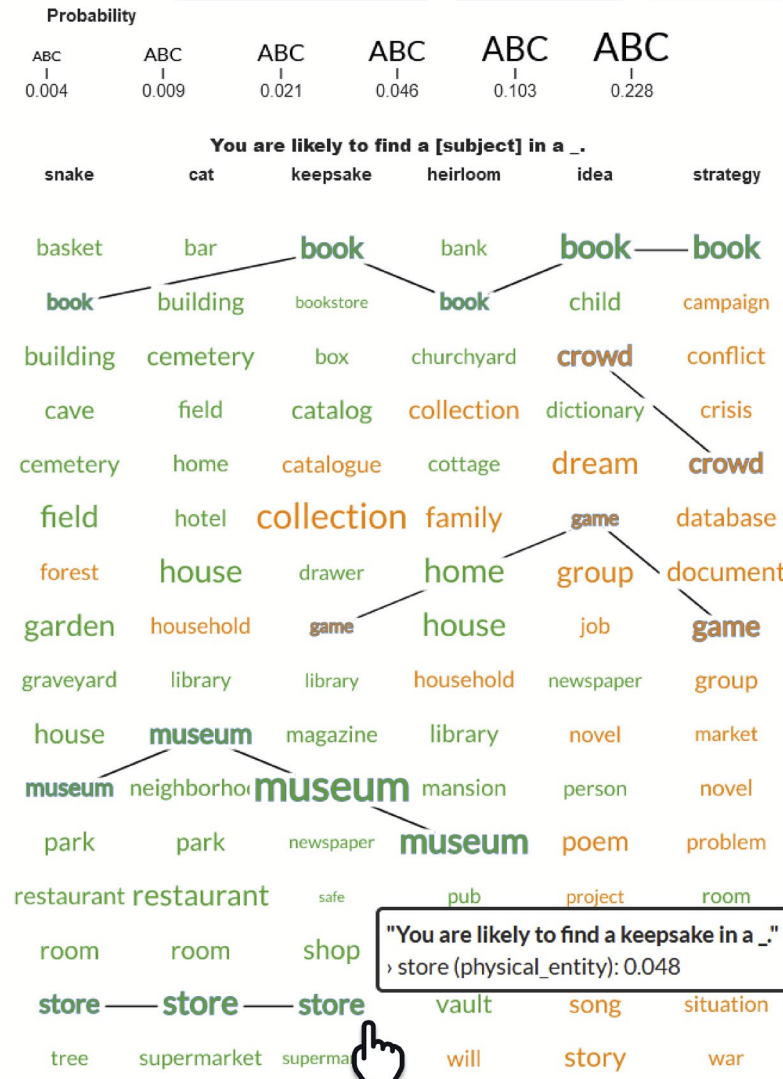 Probability
ABC ABC ABC ABC ABC ABC
0.004 0.009 0.021 0.046 0.103 0.228
You are likely to find a [subject] in a _.
snake cat keepsake heirloom idea strategy
basket bar book bank book book
book building bookstore book child campaign
building cemetery box churchyard crowd conflict
cave field catalog collection dictionary crisis
cemetery home catalogue cottage dream crowd
field hotel collection family game database
forest house drawer home group document
garden household game house job game
graveyard library library household newspaper group
house museum magazine library novel market
museum neighborhoo museum mansion person novel
park park newspaper museum poem problem
restaurant restaurant safe pub project room
room room shop
"You are likely to find a keepsake in a _."
› store (physical_entity): 0.048
store store store vault song situation
tree supermarket superma will story war